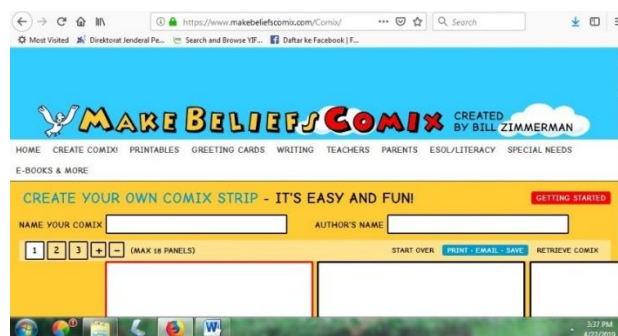 https://www.makebeliefscomix.com/Comix/
Search
Most Visited
Direktorat Jenderal Pe...
Search and Browse YIF...
Daftar ke Facebook | F...
MAKE BELIEFS COMIX
CREATED
BY BILL ZIMMERMAN
HOME CREATE COMIX! PRINTABLES GREETING CARDS WRITING TEACHERS PARENTS ESOL/LITERACY SPECIAL NEEDS
E-BOOKS & MORE
CREATE YOUR OWN COMIX STRIP - IT'S EASY AND FUN!
GETTING STARTED
NAME YOUR COMIX
AUTHOR'S NAME
1 2 3 + - (MAX 18 PANELS)
START OVER PRINT - EMAIL - SAVE RETRIEVE COMIX
3:37 PM
4/22/2019